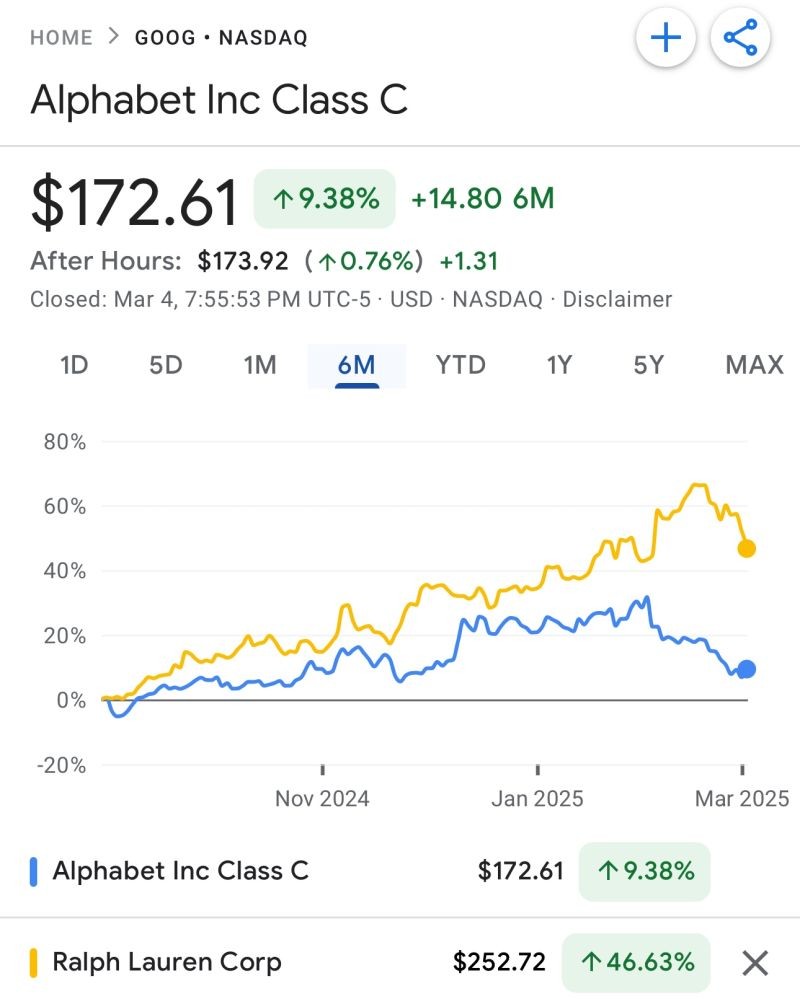 HOME > GOOG • NASDAQ
Alphabet Inc Class C
$172.61 ↑9.38% +14.80 6M
After Hours: $173.92 (↑0.76%) +1.31
Closed: Mar 4, 7:55:53 PM UTC-5 · USD · NASDAQ · Disclaimer
1D 5D 1M 6M YTD 1Y 5Y MAX
80%
60%
40%
20%
0%
-20%
Nov 2024 Jan 2025 Mar 2025
Alphabet Inc Class C $172.61 ↑9.38%
Ralph Lauren Corp $252.72 ↑46.63%